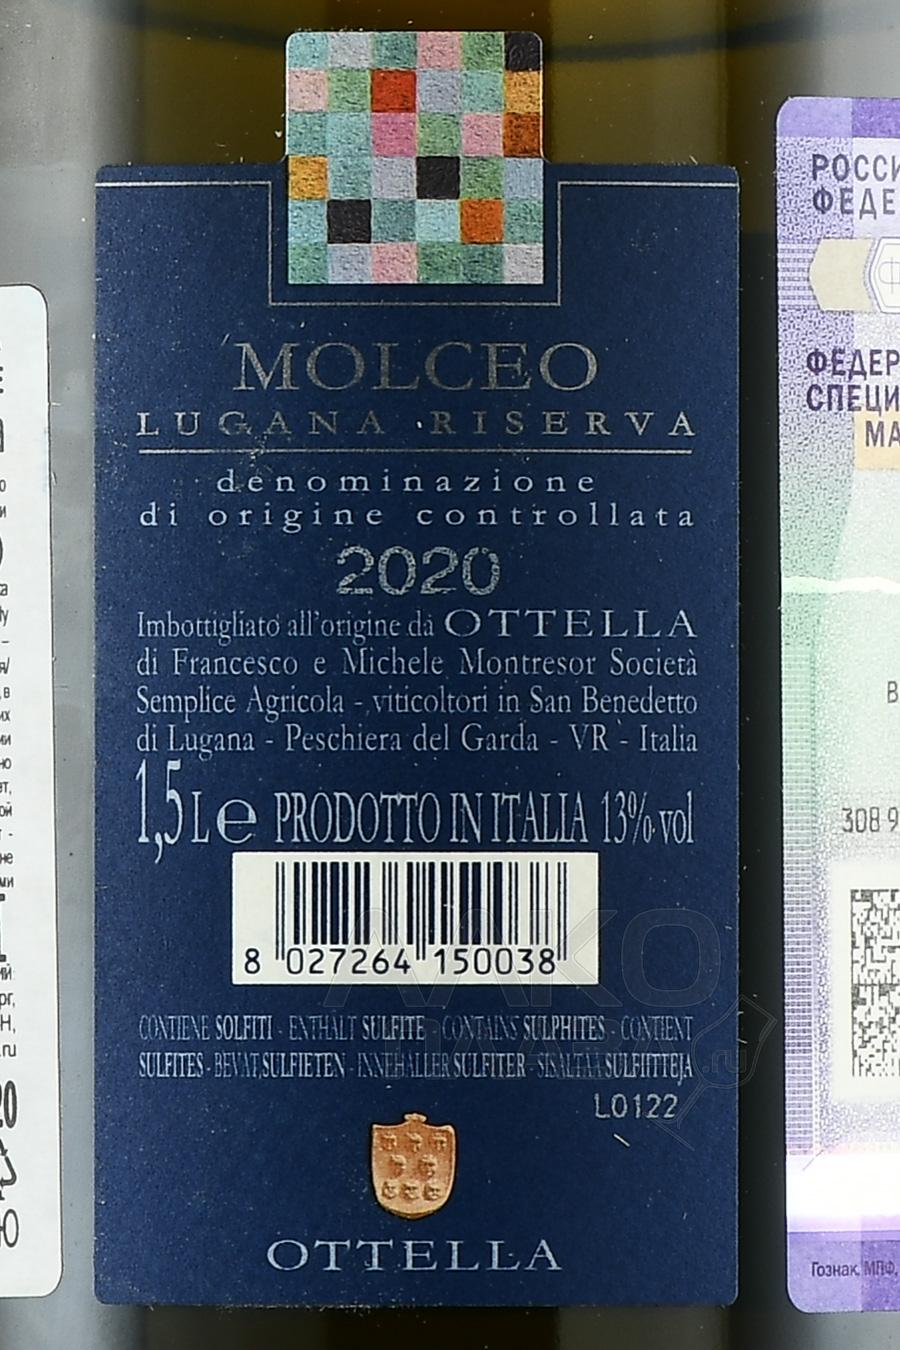 MOLCEO
LUGANA · RISERVA
denominazione
di origine controllata
2020
Imbottigliato all'origine da OTTELLA
di Francesco e Michele Montresor Società
Semplice Agricola - viticoltori in San Benedetto
di Lugana - Peschiera del Garda - VR - Italia
1,5 L e PRODOTTO IN ITALIA 13% vol
8 027264 150038
CONTIENE SOLFITI - ENTHÄLT SULFITE - CONTAINS SULPHITES - CONTIENT
SULFITES - BEVAT SULFIETEN - INNEHÅLLER SULFITER - SISÄLTÄÄ SULFIITTEJA
L0122
OTTELLA
РОССИ
ФЕДЕ
ФЕДЕР
СПЕЦИ
МА
308 9
Гознак, МПФ,